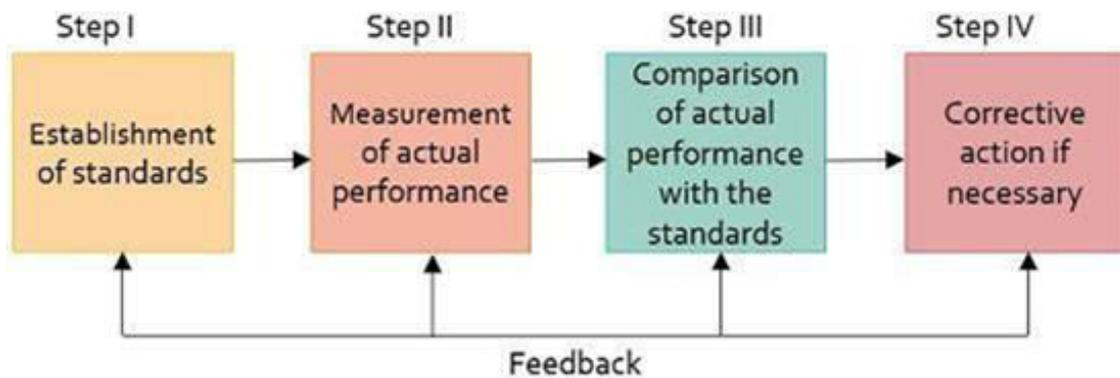 Step I
Step II
Step III
Step IV
Establishment
of standards
Measurement
of actual
performance
Comparison
of actual
performance
with the
standards
Corrective
action if
necessary
Feedback